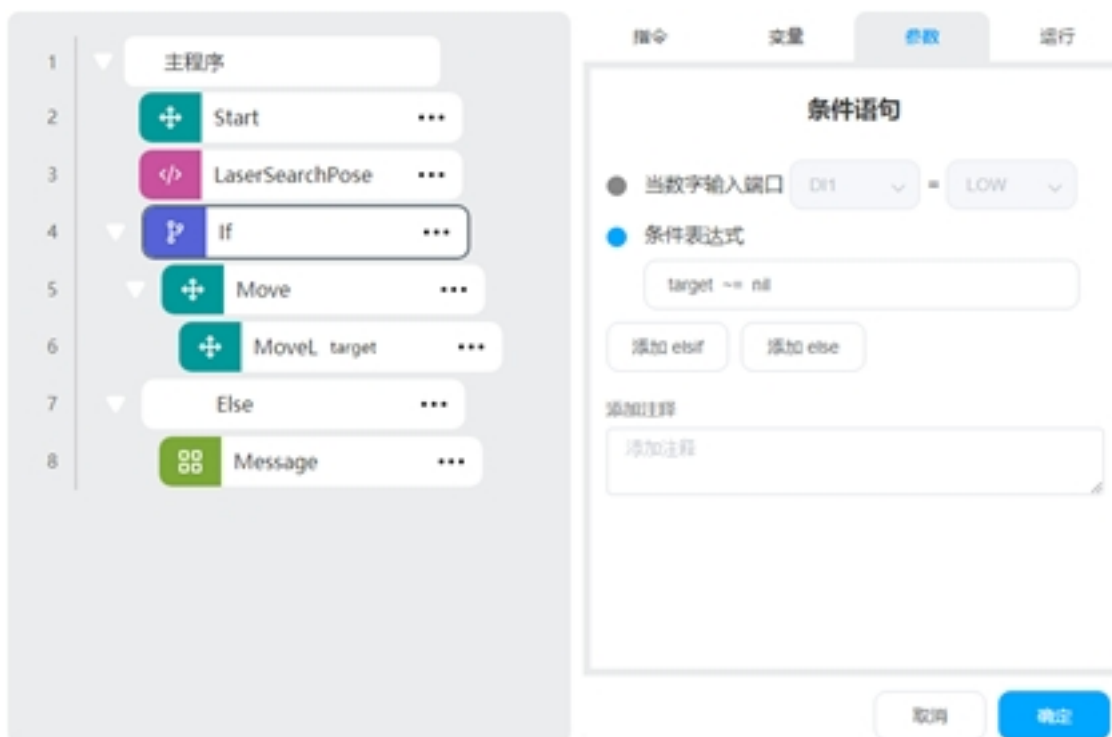 指令 变量 参数 运行
1 主程序
2 Start •••
3 </> LaserSearchPose •••
4 If •••
5 Move •••
6 MoveL target •••
7 Else •••
8 Message •••
条件语句
当数字输入端口 DI1 = LOW
条件表达式
target ~= nil
添加 elsif 添加 else
添加注释
添加注释
取消 确定